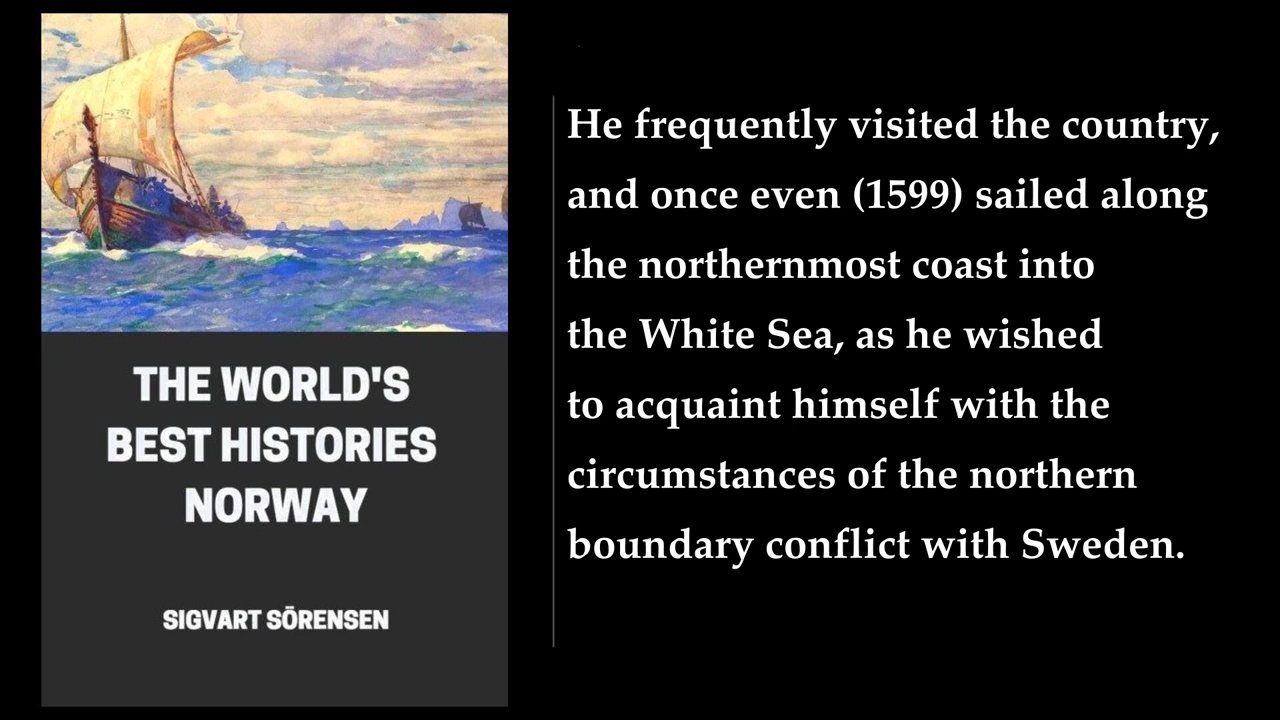 THE WORLD'S
BEST HISTORIES
NORWAY
SIGVART SÖRENSEN
He frequently visited the country,
and once even (1599) sailed along
the northernmost coast into
the White Sea, as he wished
to acquaint himself with the
circumstances of the northern
boundary conflict with Sweden.